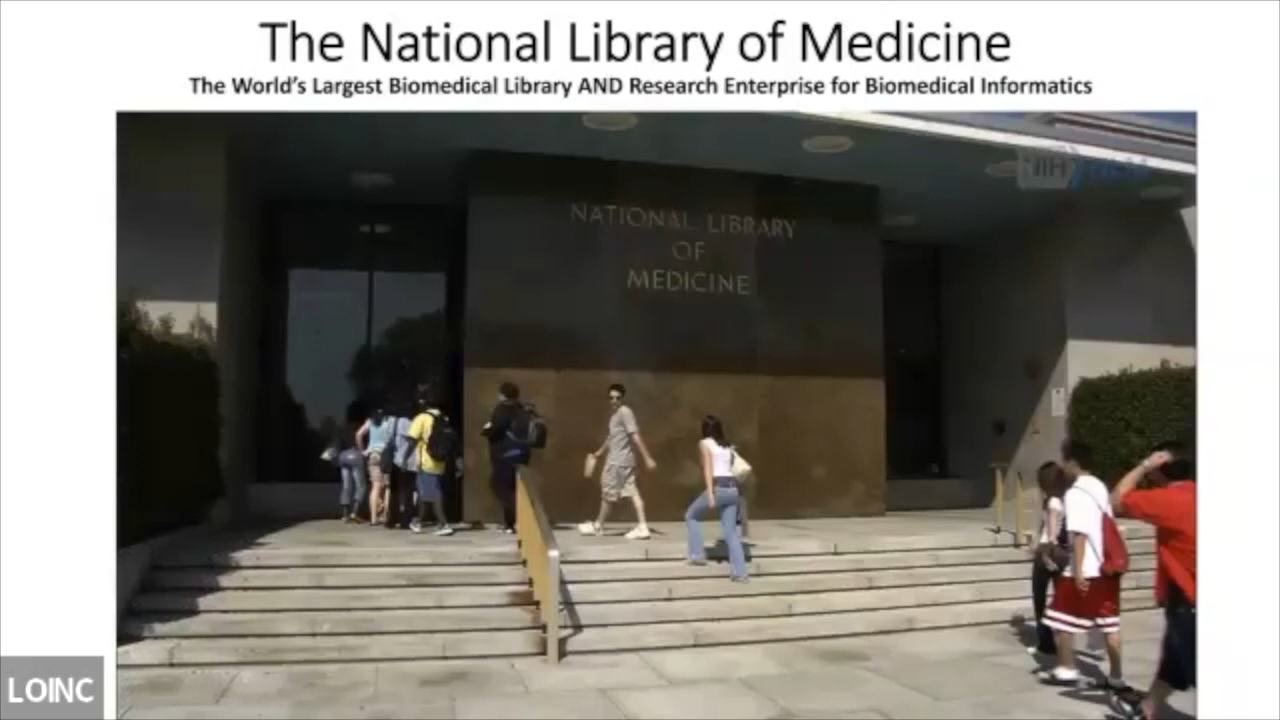 The National Library of Medicine
The World's Largest Biomedical Library AND Research Enterprise for Biomedical Informatics
NIH
NATIONAL LIBRARY
OF
MEDICINE
LOINC